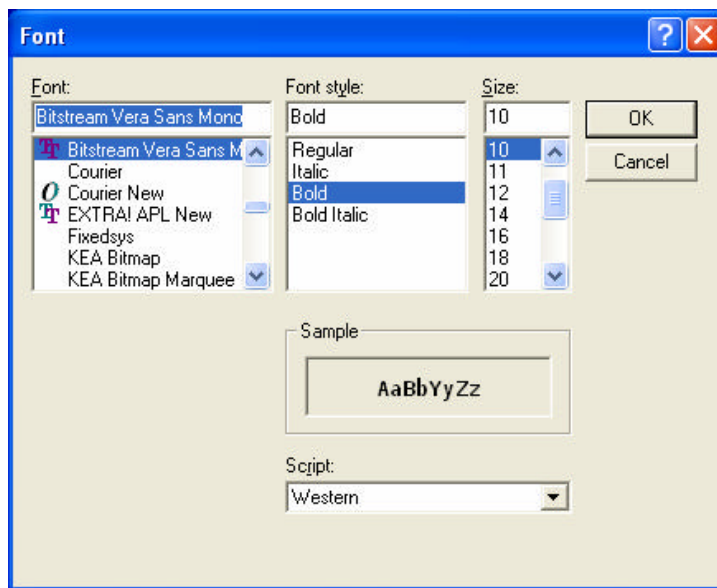 Font
?
Font: Font style: Size:
Bitstream Vera Sans Mono Bold 10 OK
Bitstream Vera Sans M Regular 10 Cancel
Courier Italic 11
Courier New Bold 12
EXTRA! APL New Bold Italic 14
Fixedsys 16
KEA Bitmap 18
KEA Bitmap Marquee 20
Sample
AaBbYyZz
Script:
Western